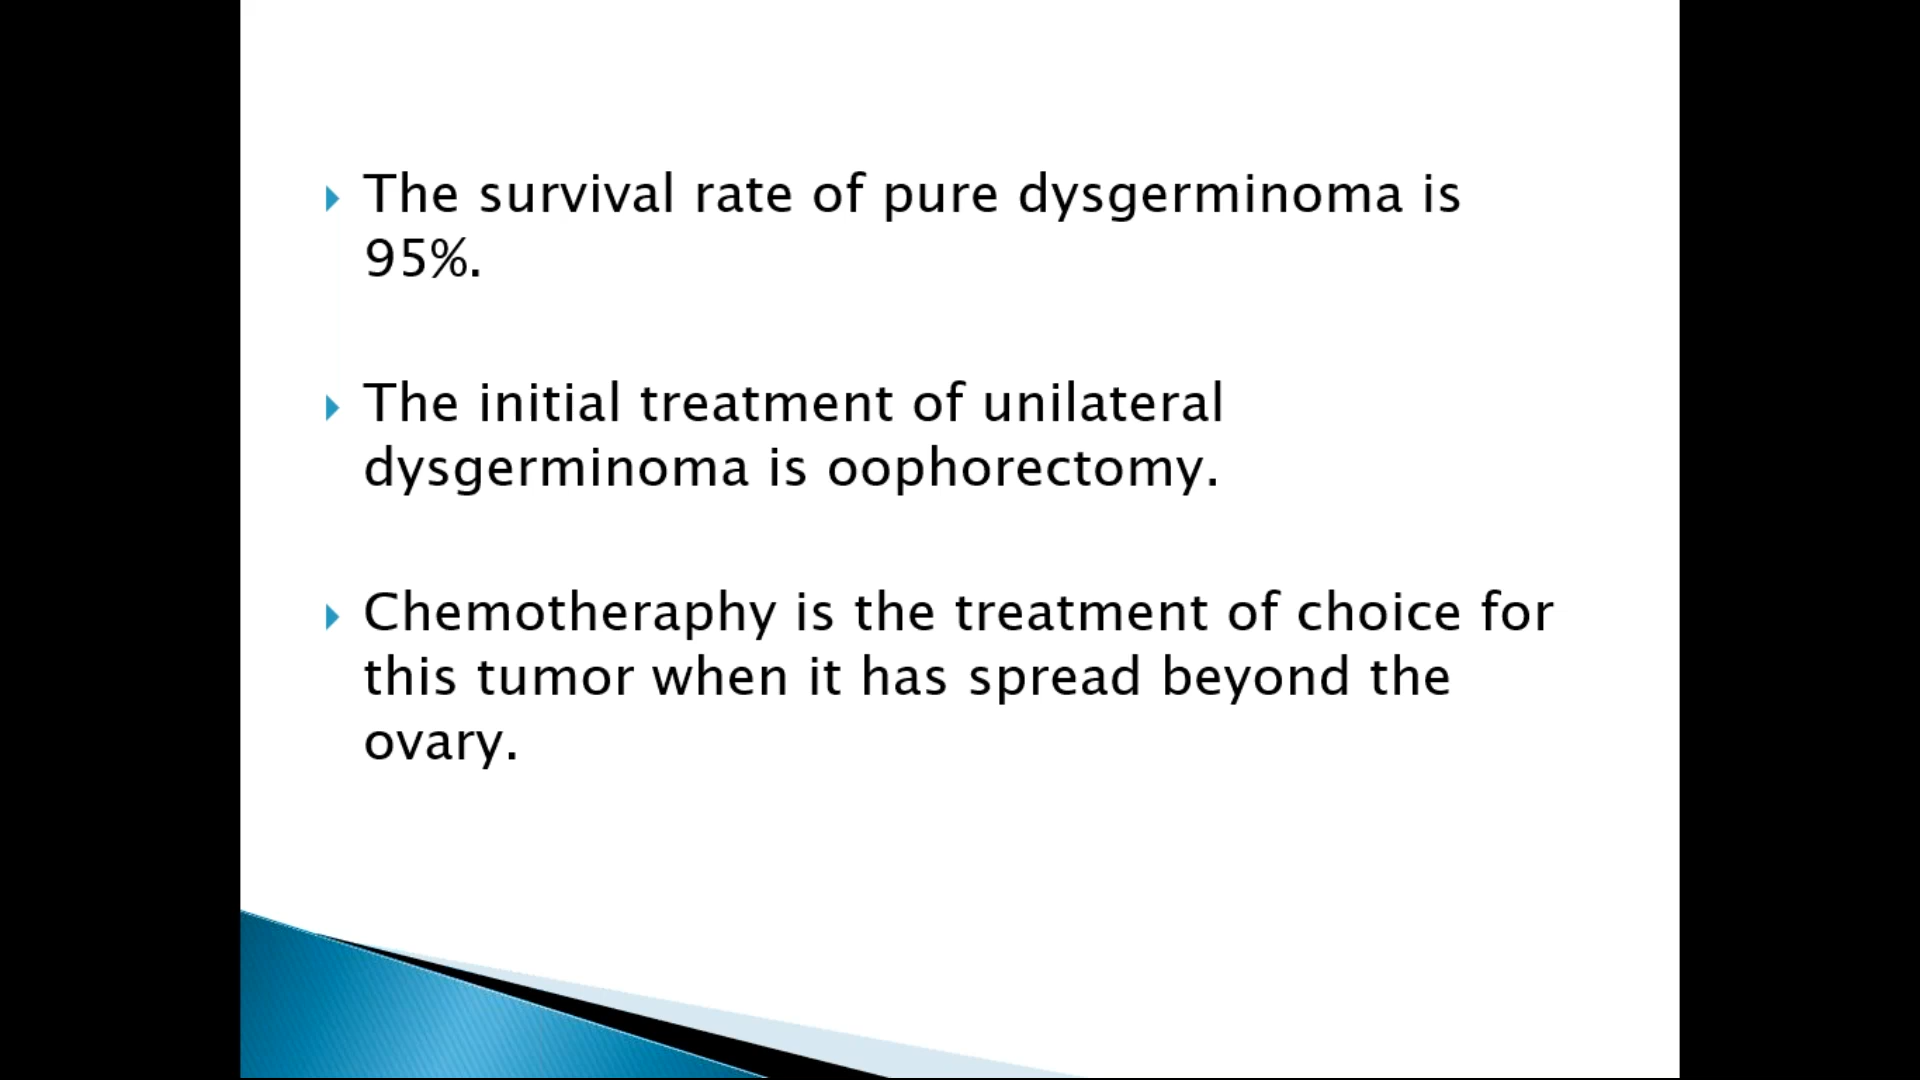 The survival rate of pure dysgerminoma is
95%.
The initial treatment of unilateral
dysgerminoma is oophorectomy.
Chemotheraphy is the treatment of choice for
this tumor when it has spread beyond the
ovary.